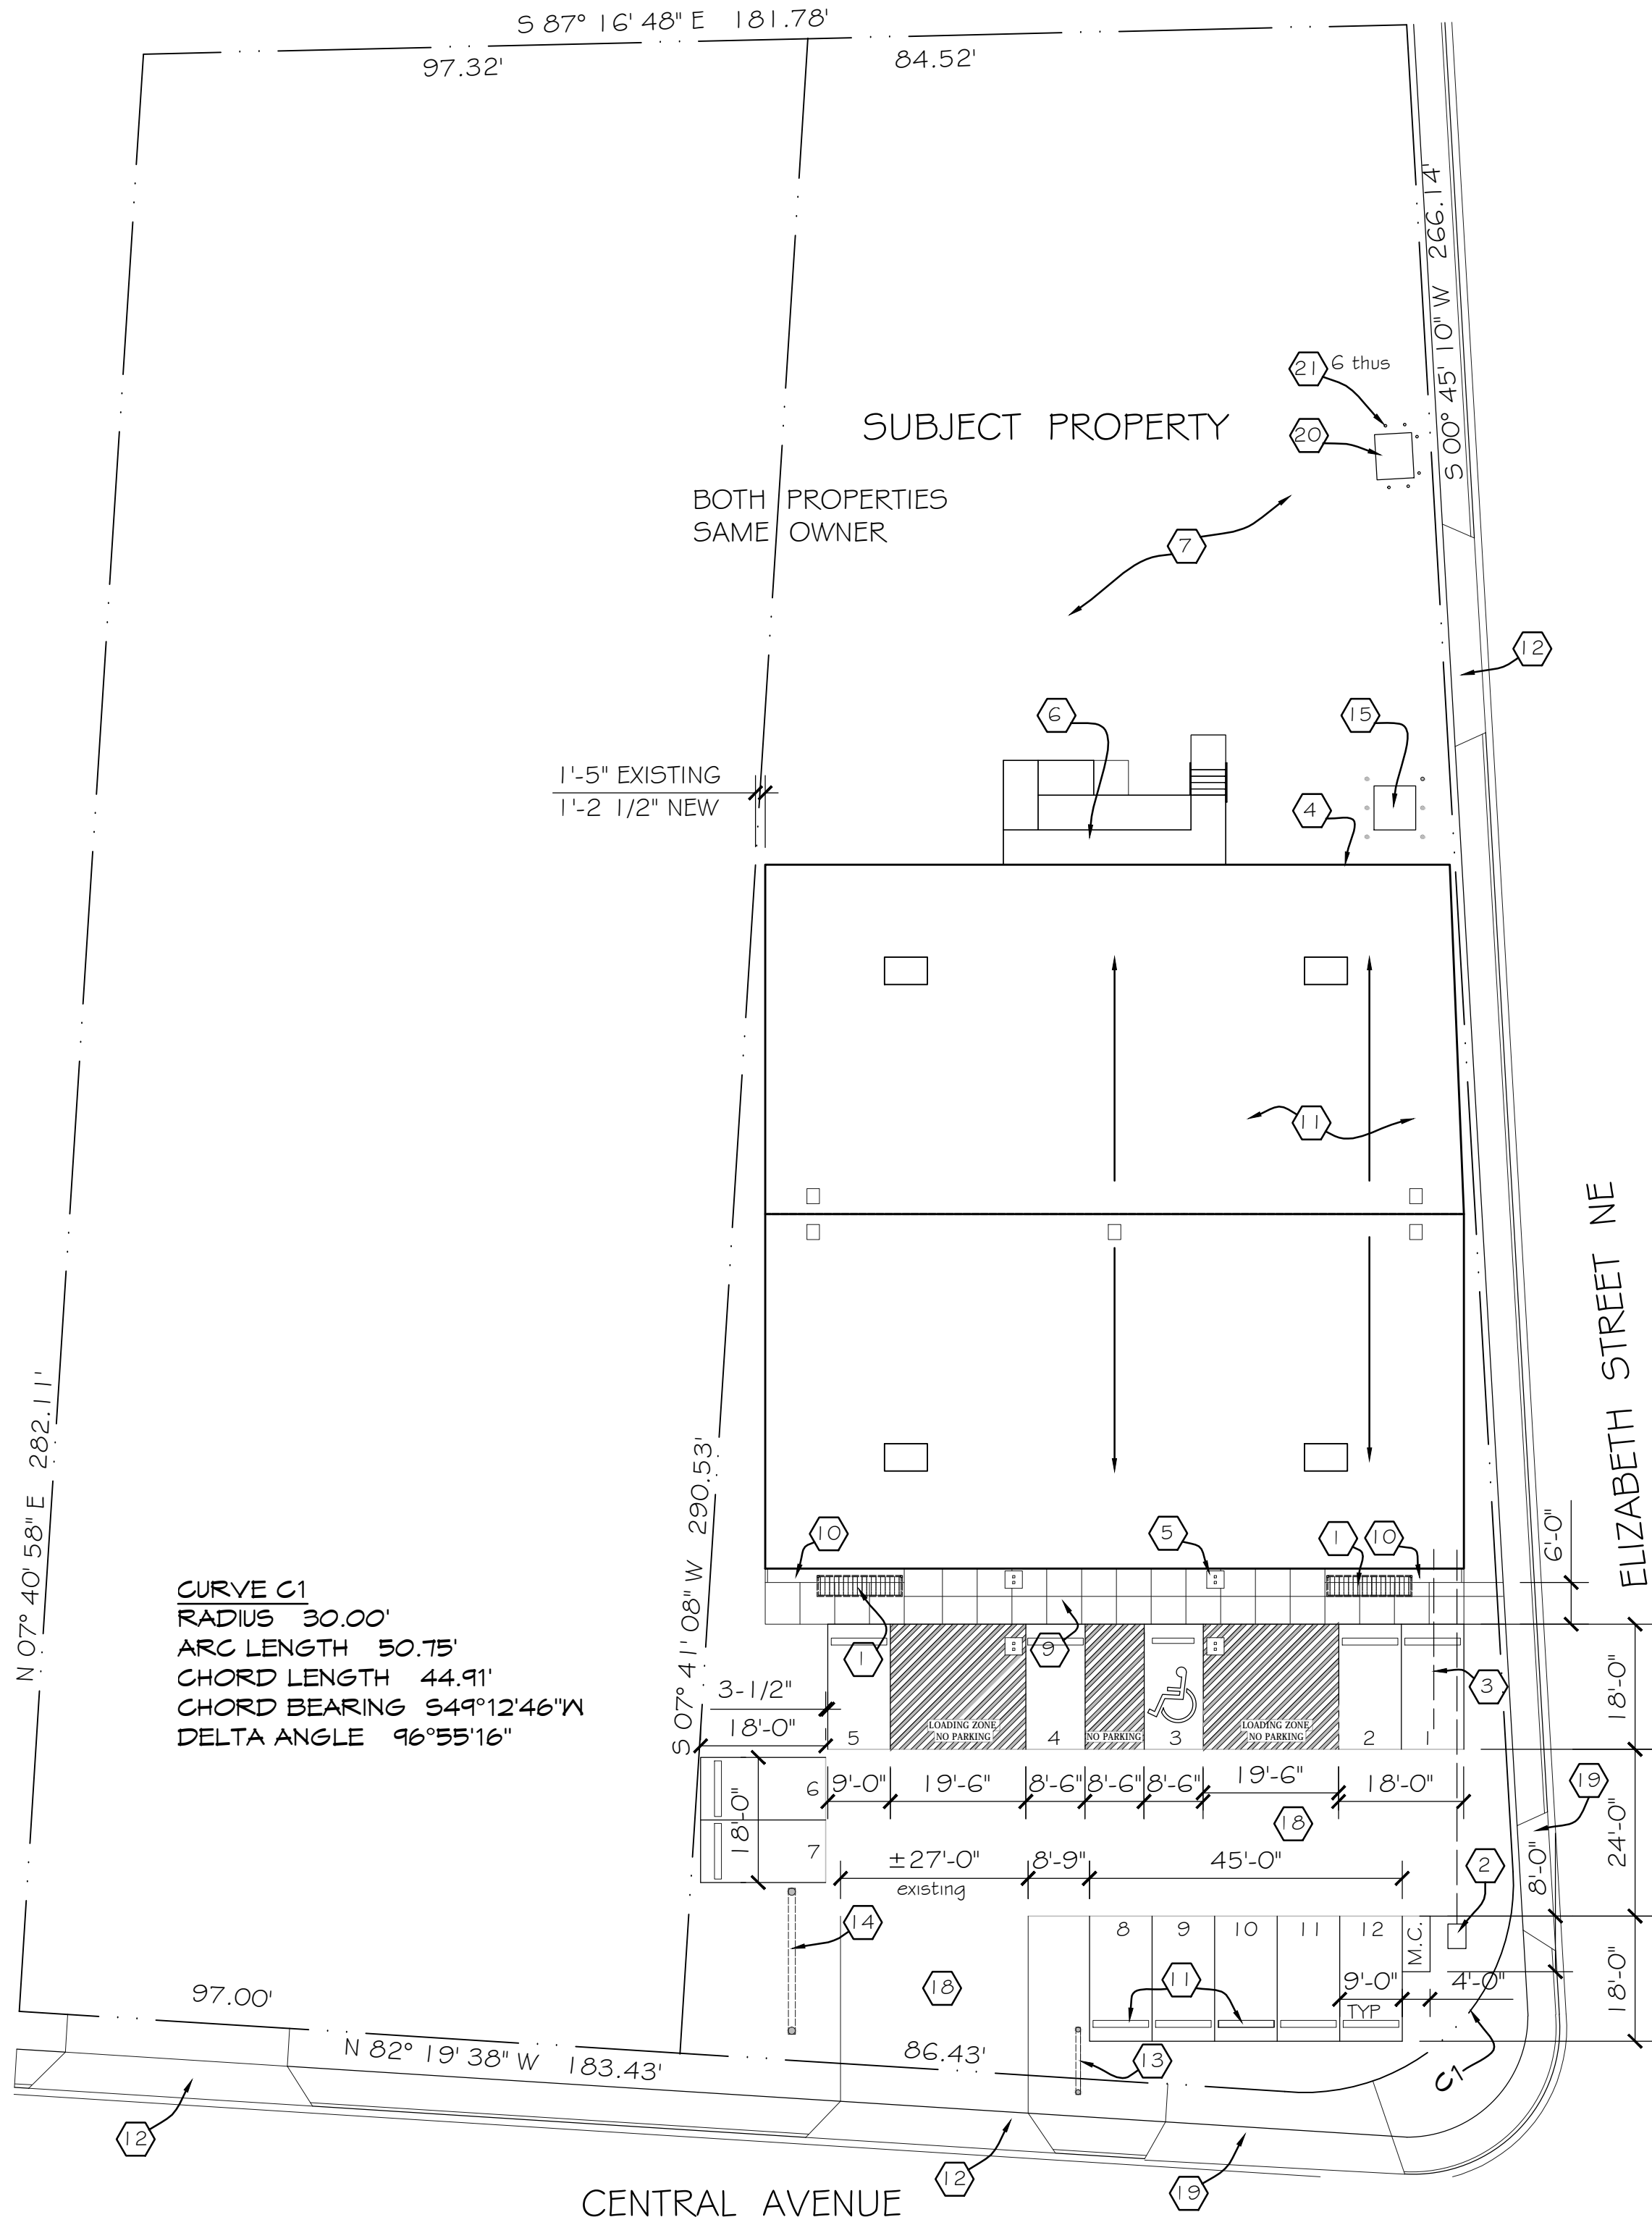 S 87° 16' 48" E 181.78'
97.32'
84.52'
S 00° 45' 10" W 266.14'
21 6 thus
SUBJECT PROPERTY
20
BOTH PROPERTIES
SAME OWNER
7
12
6
15
1'-5" EXISTING
1'-2 1/2" NEW
4
11
ELIZABETH STREET NE
N 07° 40' 58" E 282.11'
S 07° 41' 08" W 290.53'
10
5
1
10
6'-0"
CURVE C1
RADIUS 30.00'
ARC LENGTH 50.75'
CHORD LENGTH 44.91'
CHORD BEARING S49°12'46"W
DELTA ANGLE 96°55'16"
1
9
3
18'-0"
3-1/2"
18'-0"
5
LOADING ZONE
NO PARKING
4
NO PARKING
3
LOADING ZONE
NO PARKING
2
1
6
7
18'-0"
9'-0"
19'-6"
8'-6"
8'-6"
8'-6"
19'-6"
18'-0"
19
18
24'-0"
±27'-0"
existing
8'-9"
45'-0"
2
8'-0"
14
8
9
10
11
12
M.C.
18
11
9'-0"
TYP
4'-0"
18'-0"
97.00'
N 82° 19' 38" W 183.43'
86.43'
13
C1
12
12
19
CENTRAL AVENUE